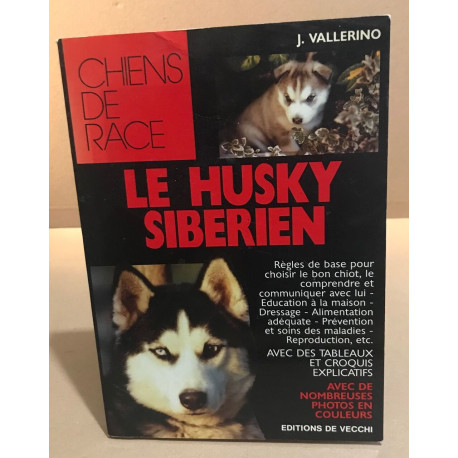 J. VALLERINO
CHIENS
DE
RACE
LE HUSKY
SIBERIEN
Règles de base pour
choisir le bon chiot, le
comprendre et
communiquer avec lui -
Education à la maison -
Dressage - Alimentation
adéquate - Prévention
et soins des maladies -
Reproduction, etc.
AVEC DES TABLEAUX
ET CROQUIS
EXPLICATIFS
AVEC DE
NOMBREUSES
PHOTOS EN
COULEURS
EDITIONS DE VECCHI